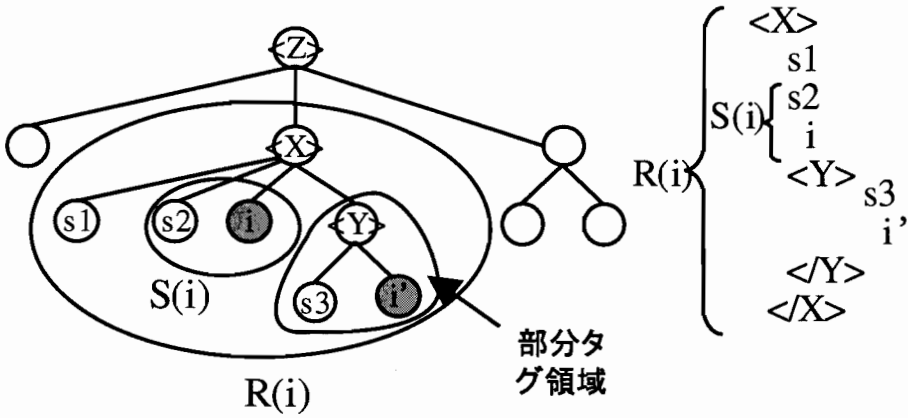 <Z>
<X>
s1
s2
i
<Y>
S(i)
s3
i'
部分タ
グ領域
R(i)
R(i)
<X>
s1
S(i)
s2
i
<Y>
s3
i'
</Y>
</X>